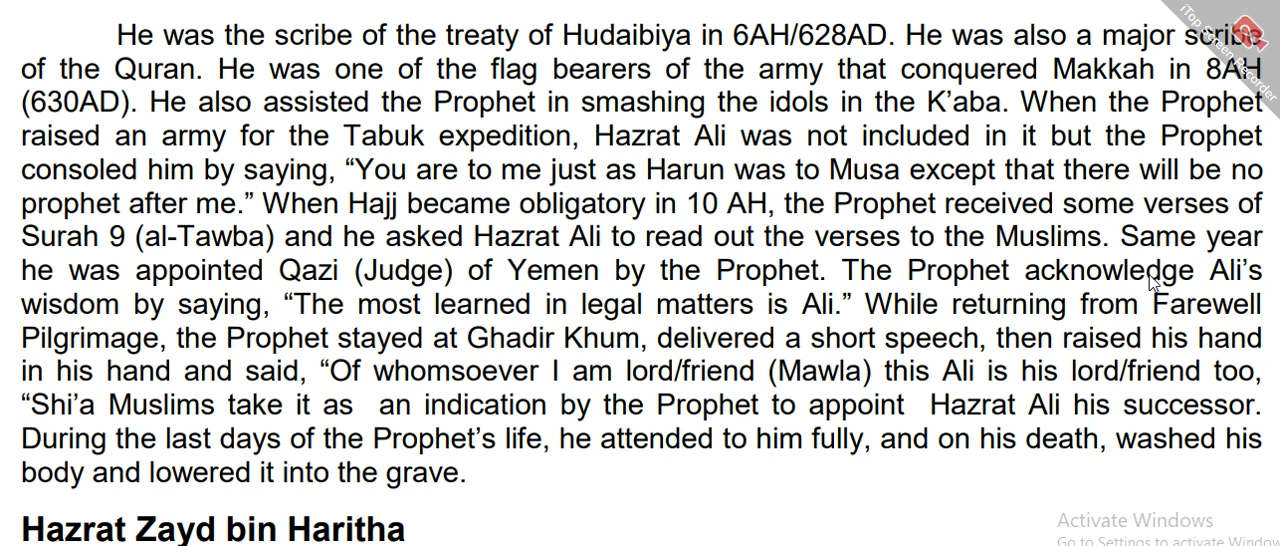 He was the scribe of the treaty of Hudaibiya in 6AH/628AD. He was also a major scribe
of the Quran. He was one of the flag bearers of the army that conquered Makkah in 8AH
(630AD). He also assisted the Prophet in smashing the idols in the K’aba. When the Prophet
raised an army for the Tabuk expedition, Hazrat Ali was not included in it but the Prophet
consoled him by saying, “You are to me just as Harun was to Musa except that there will be no
prophet after me.” When Hajj became obligatory in 10 AH, the Prophet received some verses of
Surah 9 (al-Tawba) and he asked Hazrat Ali to read out the verses to the Muslims. Same year
he was appointed Qazi (Judge) of Yemen by the Prophet. The Prophet acknowledge Ali’s
wisdom by saying, “The most learned in legal matters is Ali.” While returning from Farewell
Pilgrimage, the Prophet stayed at Ghadir Khum, delivered a short speech, then raised his hand
in his hand and said, “Of whomsoever I am lord/friend (Mawla) this Ali is his lord/friend too,
“Shi’a Muslims take it as an indication by the Prophet to appoint Hazrat Ali his successor.
During the last days of the Prophet’s life, he attended to him fully, and on his death, washed his
body and lowered it into the grave.
Hazrat Zayd bin Haritha
iTop Screen Recorder
Activate Windows
Go to Settings to activate Window